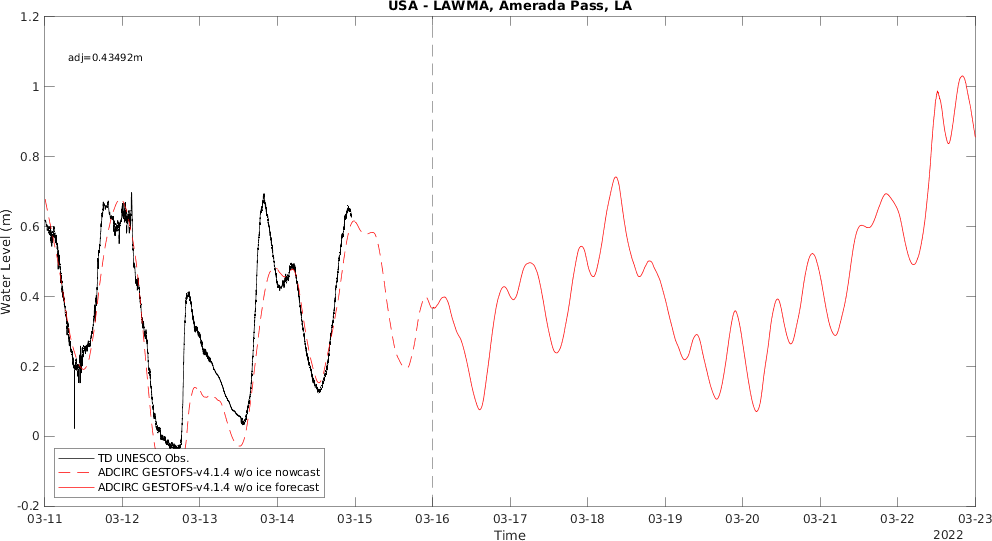 USA - LAWMA, Amerada Pass, LA
1.2
adj=0.43492m
1
0.8
0.6
0.4
0.2
0
-0.2
Water Level (m)
TD UNESCO Obs.
ADCIRC GESTOFS-v4.1.4 w/o ice nowcast
ADCIRC GESTOFS-v4.1.4 w/o ice forecast
03-11 03-12 03-13 03-14 03-15 03-16 03-17 03-18 03-19 03-20 03-21 03-22 03-23
Time
2022